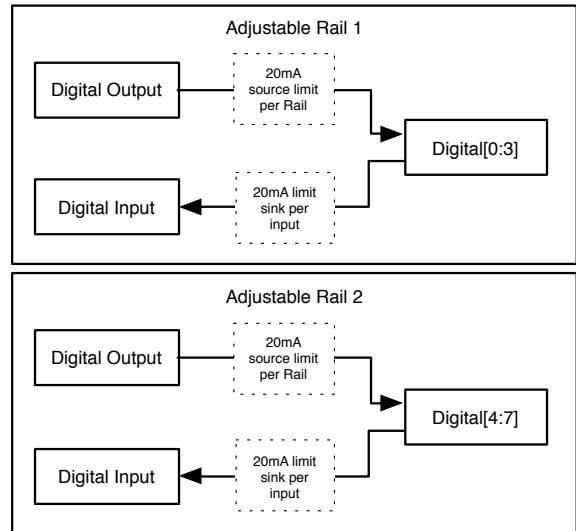 Adjustable Rail 1
Digital Output
20mA
source limit
per Rail
Digital[0:3]
Digital Input
20mA limit
sink per
input
Adjustable Rail 2
Digital Output
20mA
source limit
per Rail
Digital[4:7]
Digital Input
20mA limit
sink per
input